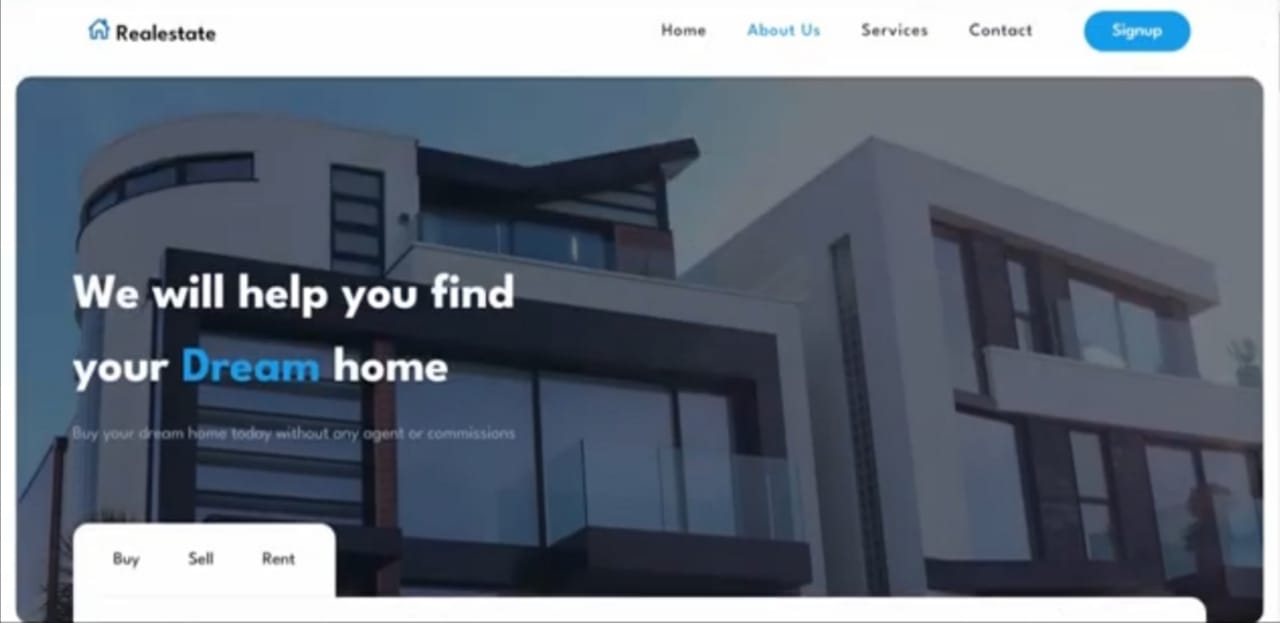 Realestate
Home
About Us
Services
Contact
Signup
We will help you find
your Dream home
Buy your dream home today without any agent or commissions
Buy
Sell
Rent